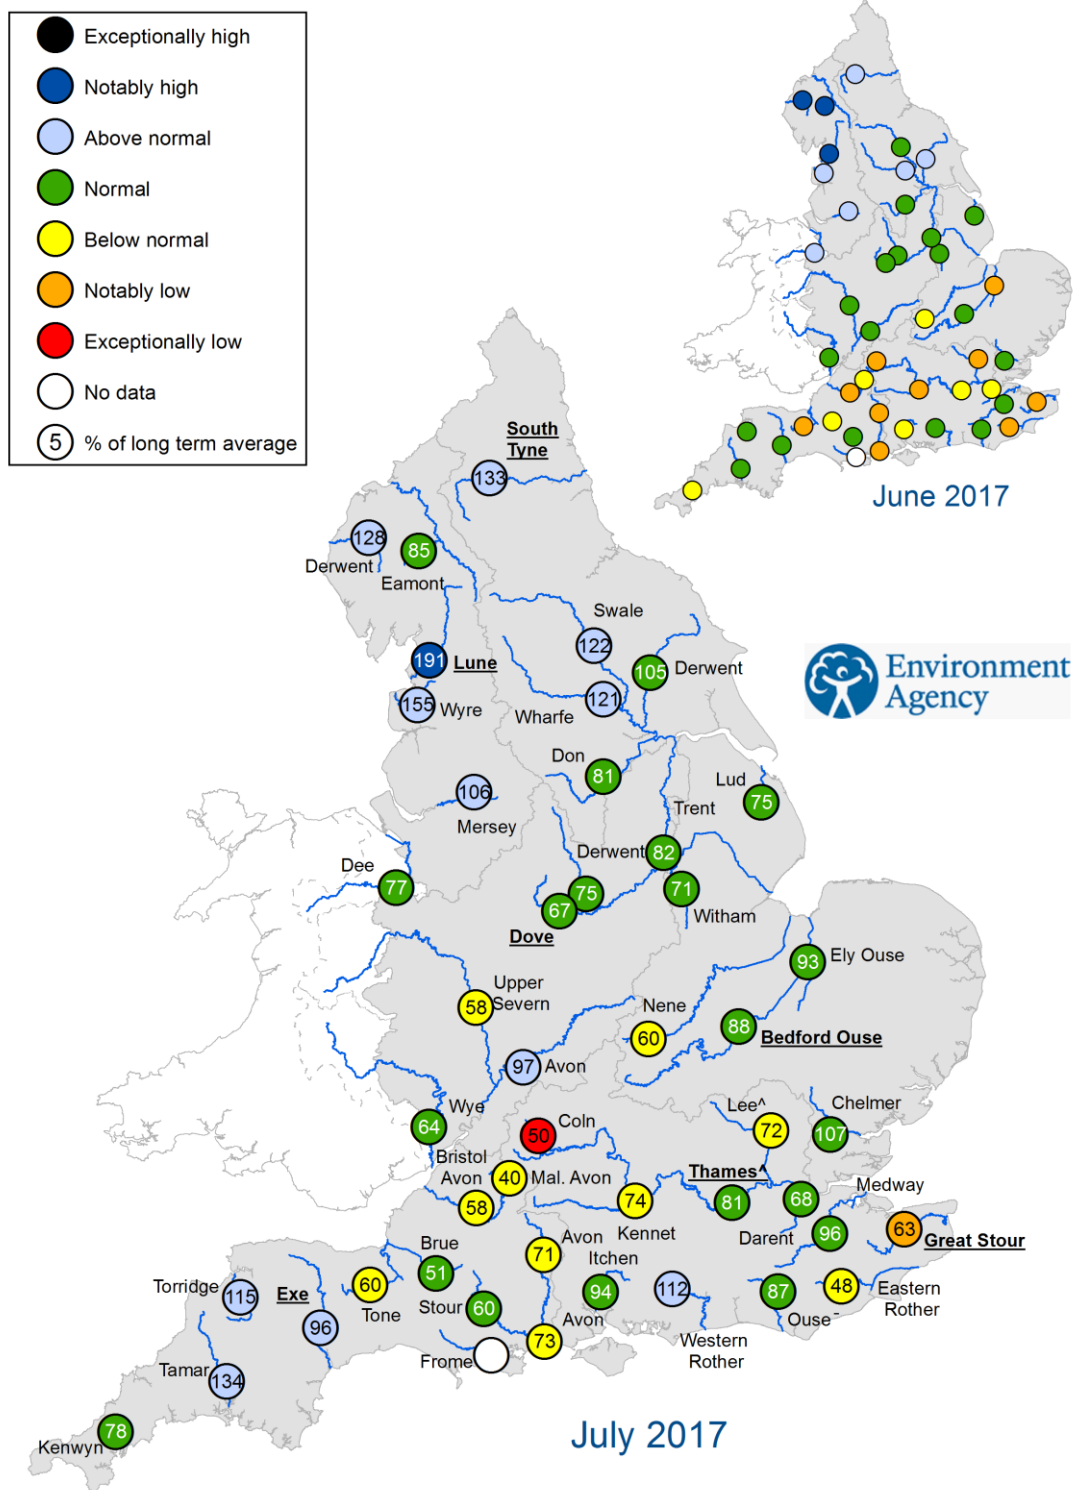 Exceptionally high
Notably high
Above normal
Normal
Below normal
Notably low
Exceptionally low
No data
5 % of long term average
June 2017
Environment
Agency
South
Tyne
133
128
Derwent
85
Eamont
Swale
122
191
Lune
105
Derwent
155
Wyre
121
Wharfe
Don
81
Lud
75
106
Mersey
Trent
Derwent
82
Dee
77
75
67
71
Witham
Dove
Ely Ouse
93
Upper
Severn
58
Nene
60
88
Bedford Ouse
97
Avon
Wye
64
Coln
50
Lee^
72
Chelmer
107
Bristol
Avon
40
Mal. Avon
58
Thames^
81
68
Medway
74
Kennet
Darent
96
63
Great Stour
Brue
51
Avon
71
Itchen
94
Torridge
115
Exe
60
Tone
96
Stour
60
Avon
73
112
Western
Rother
87
Ouse
48
Eastern
Rother
Frome
Tamar
134
78
Kenwyn
July 2017